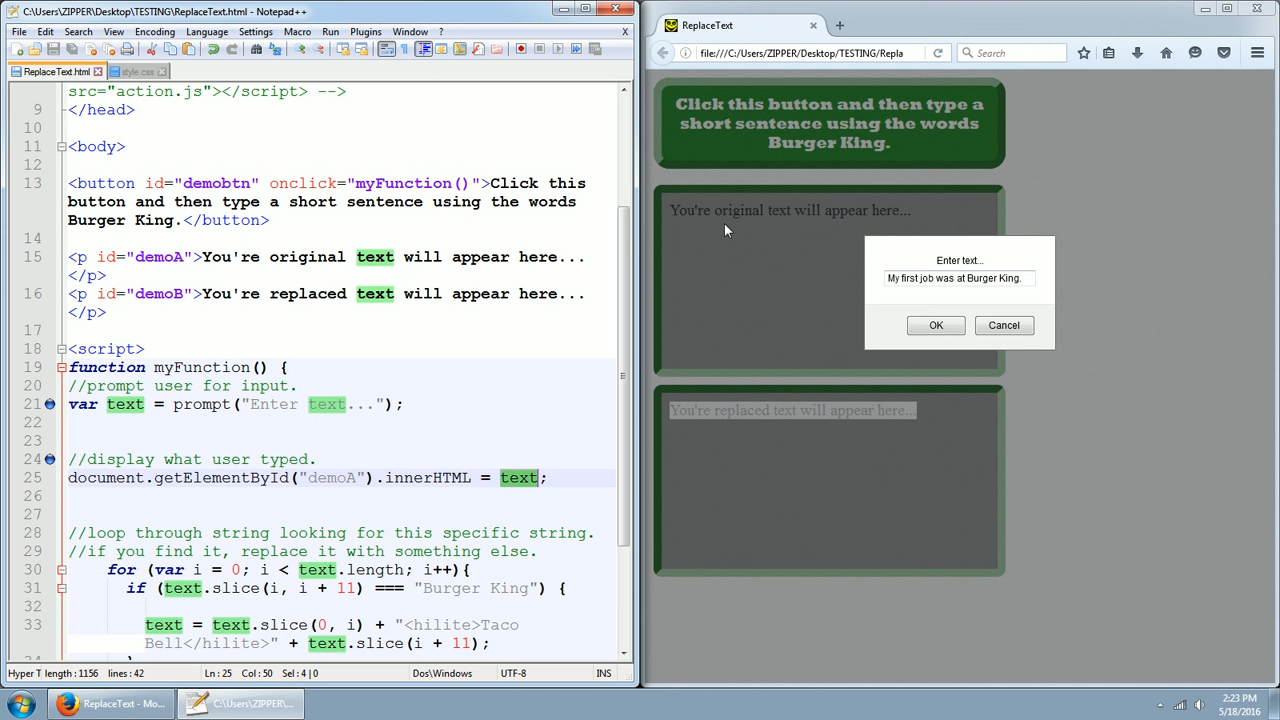 C:\Users\ZIPPER\Desktop\TESTING\ReplaceText.html - Notepad++
File Edit Search View Encoding Language Settings Macro Run Plugins Window ? X
ReplaceText.html style.css
src="action.js"></script> -->
9 </head>
10
11 <body>
12
13 <button id="demobtn" onclick="myFunction()">Click this
button and then type a short sentence using the words
Burger King.</button>
14
15 <p id="demoA">You're original text will appear here...
</p>
16 <p id="demoB">You're replaced text will appear here...
</p>
17
18 <script>
19 function myFunction() {
20 //prompt user for input.
21 var text = prompt("Enter text...");
22
23
24 //display what user typed.
25 document.getElementById("demoA").innerHTML = text;
26
27
28 //loop through string looking for this specific string.
29 //if you find it, replace it with something else.
30 for (var i = 0; i < text.length; i++){
31 if (text.slice(i, i + 11) === "Burger King") {
32
33 text = text.slice(0, i) + "<hilite>Taco
Bell</hilite>" + text.slice(i + 11);
Hyper T length : 1156 lines : 42 Ln : 25 Col : 50 Sel : 4 | 0 Dos\Windows UTF-8 INS
ReplaceText
file:///C:/Users/ZIPPER/Desktop/TESTING/Repla Search
Click this button and then type a
short sentence using the words
Burger King.
You're original text will appear here...
Enter text...
My first job was at Burger King.
OK Cancel
You're replaced text will appear here...
ReplaceText - Mo... C:\Users\ZIPPER\...
2:23 PM
5/18/2016